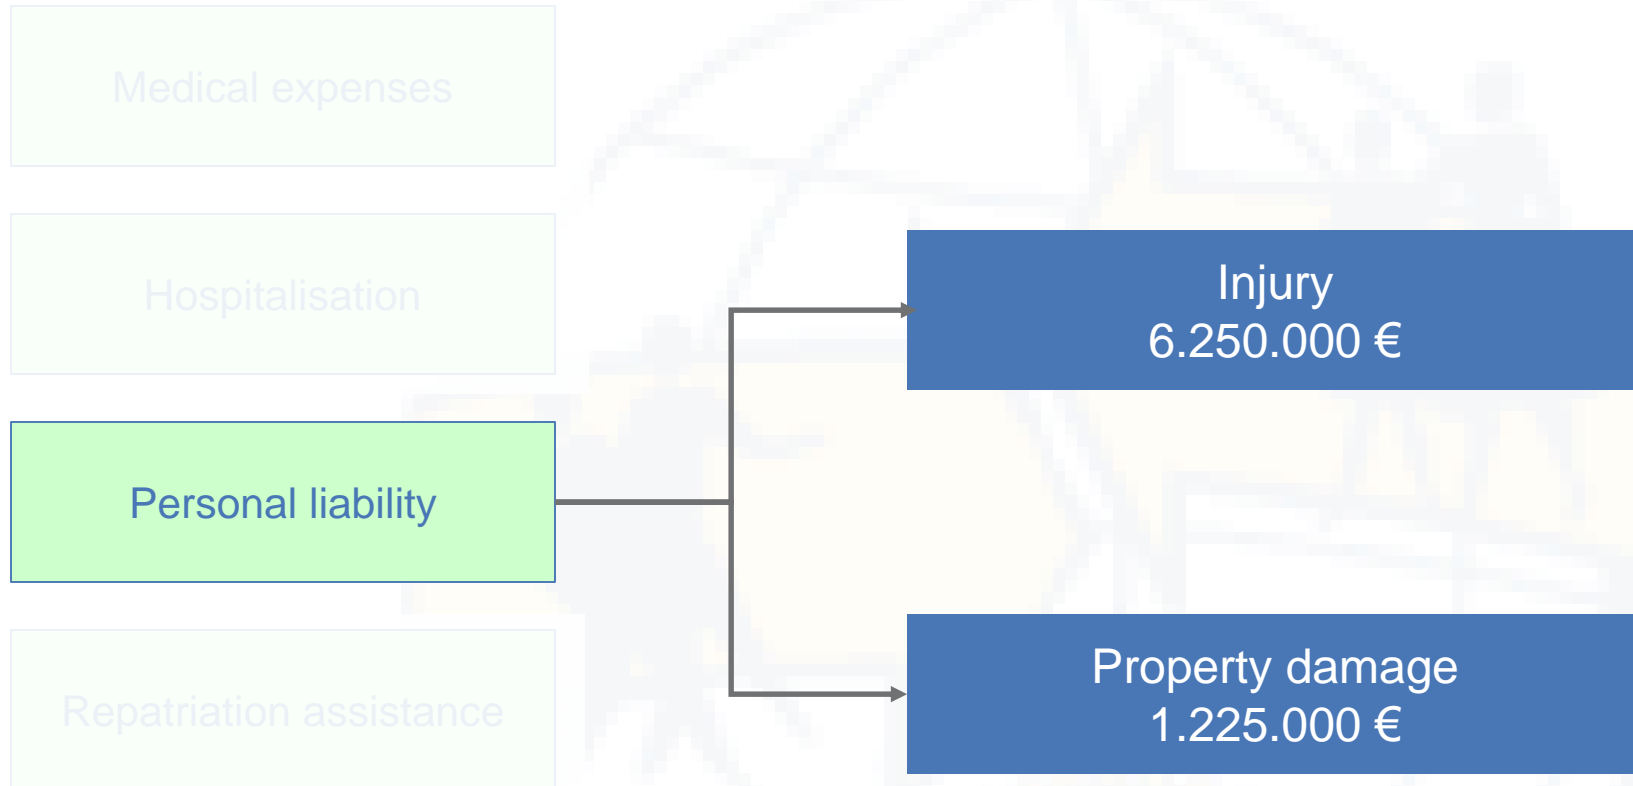 Medical expenses
Hospitalisation
Personal liability
Repatriation assistance
Injury
6.250.000 €
Property damage
1.225.000 €